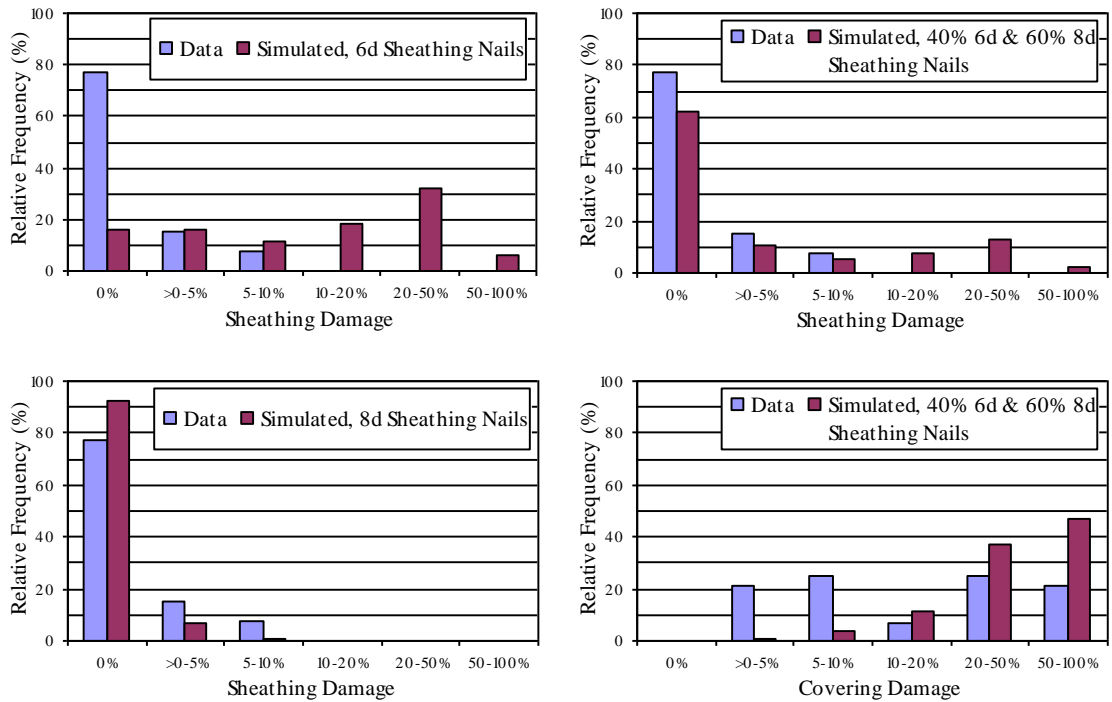 100
80
60
40
20
0
Relative Frequency (%)
Data
Simulated, 6d Sheathing Nails
0%
>0-5%
5-10%
10-20%
20-50%
50-100%
Sheathing Damage
100
80
60
40
20
0
Relative Frequency (%)
Data
Simulated, 40% 6d & 60% 8d
Sheathing Nails
0%
>0-5%
5-10%
10-20%
20-50%
50-100%
Sheathing Damage
100
80
60
40
20
0
Relative Frequency (%)
Data
Simulated, 8d Sheathing Nails
0%
>0-5%
5-10%
10-20%
20-50%
50-100%
Sheathing Damage
100
80
60
40
20
0
Relative Frequency (%)
Data
Simulated, 40% 6d & 60% 8d
Sheathing Nails
0%
>0-5%
5-10%
10-20%
20-50%
50-100%
Covering Damage